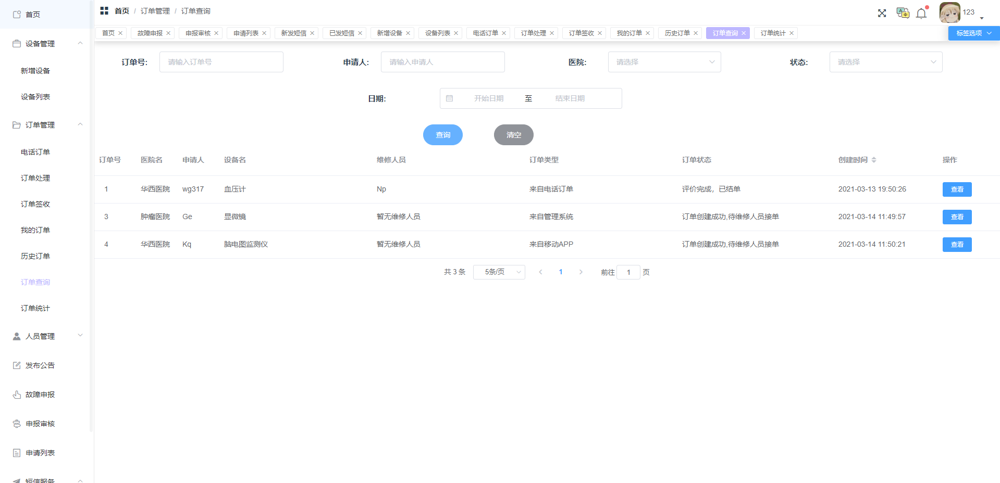 首页
设备管理
新增设备
设备列表
订单管理
电话订单
订单处理
订单签收
我的订单
历史订单
订单查询
订单统计
人员管理
发布公告
故障申报
申报审核
申请列表
短信服务
首页 / 订单管理 / 订单查询
123
首页 故障申报 申报审核 申请列表 新发短信 已发短信 新增设备 设备列表 电话订单 订单处理 订单签收 我的订单 历史订单 订单查询 订单统计 标签选项
订单号: 请输入订单号 申请人: 请输入申请人 医院: 请选择 状态: 请选择
日期: 开始日期 至 结束日期
查询 清空
订单号 医院名 申请人 设备名 维修人员 订单类型 订单状态 创建时间 操作
1 华西医院 wg317 血压计 Np 来自电话订单 评价完成，已结单 2021-03-13 19:50:26 查看
3 肿瘤医院 Ge 显微镜 暂无维修人员 来自管理系统 订单创建成功,待维修人员接单 2021-03-14 11:49:57 查看
4 华西医院 Kq 脑电图监测仪 暂无维修人员 来自移动APP 订单创建成功,待维修人员接单 2021-03-14 11:50:21 查看
共 3 条 5条/页 1 前往 1 页